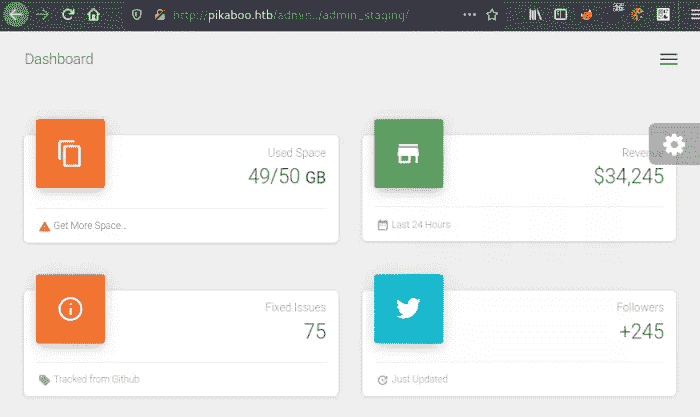 http://pikaboo.htb/admin../admin_staging/
Dashboard
Used Space
49/50 GB
Get More Space...
Revenue
$34,245
Last 24 Hours
Fixed Issues
75
Tracked from Github
Followers
+245
Just Updated